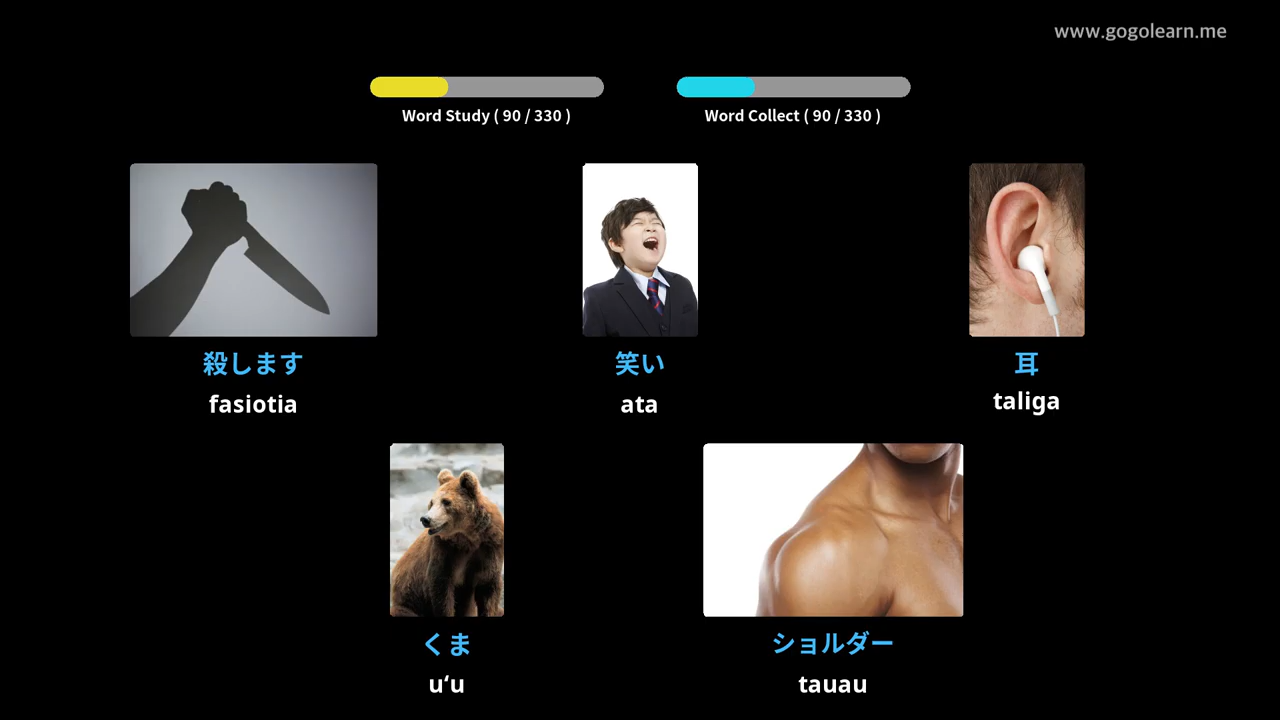 www.gogolearn.me
Word Study ( 90 / 330 )
Word Collect ( 90 / 330 )
殺します
fasiotia
笑い
ata
耳
taliga
くま
uʻu
ショルダー
tauau